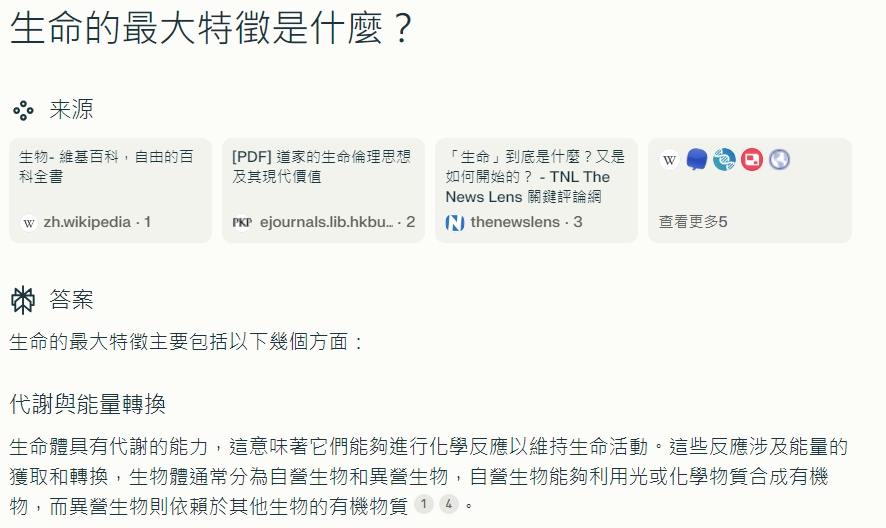 生命的最大特徵是什麼？
来源
生物- 維基百科，自由的百
科全書
W zh.wikipedia · 1
[PDF] 道家的生命倫理思想
及其現代價值
PKP ejournals.lib.hkbu... · 2
「生命」到底是什麼？又是
如何開始的？ - TNL The
News Lens 關鍵評論網
thenewslens · 3
W
查看更多5
答案
生命的最大特徵主要包括以下幾個方面：
代謝與能量轉換
生命體具有代謝的能力，這意味著它們能夠進行化學反應以維持生命活動。這些反應涉及能量的
獲取和轉換，生物體通常分為自營生物和異營生物，自營生物能夠利用光或化學物質合成有機
物，而異營生物則依賴於其他生物的有機物質 1 4 。